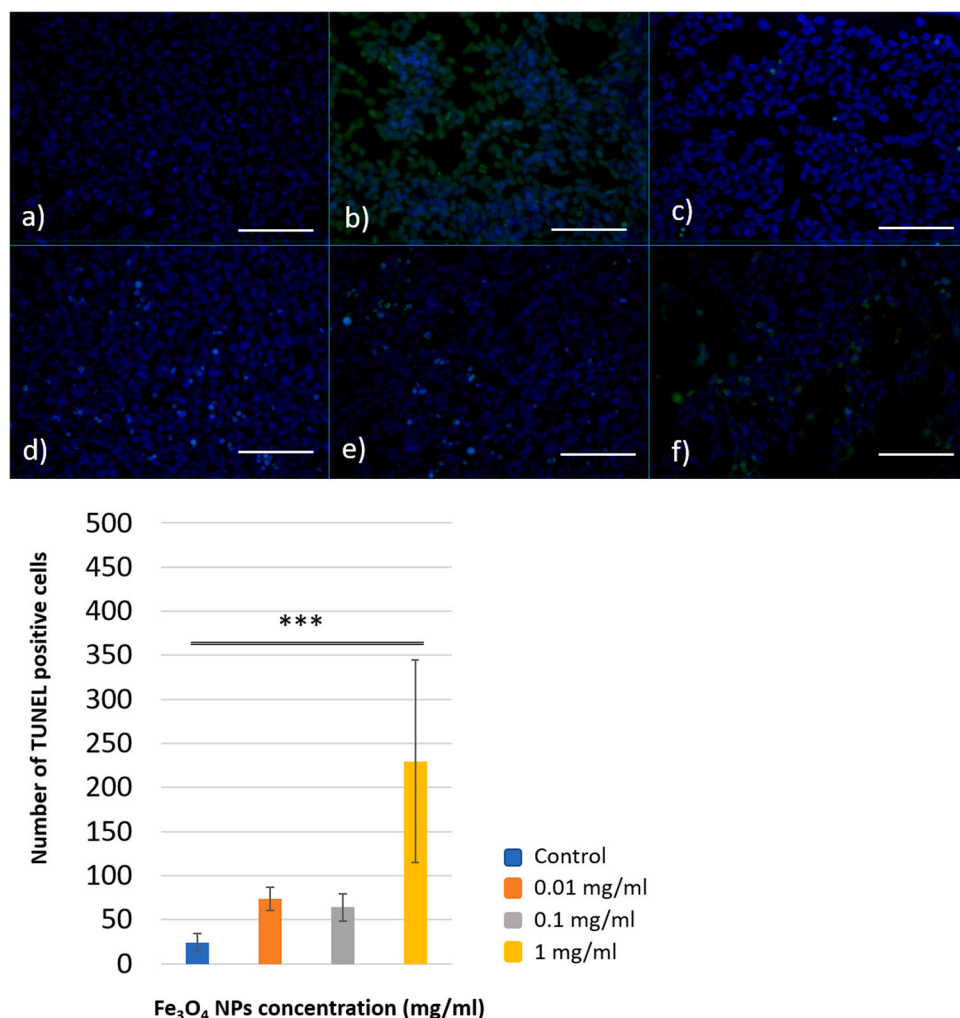 a)
b)
c)
d)
e)
f)
500
450
400
***
350
300
250
200
150
100
50
0
Number of TUNEL positive cells
Control
0.01 mg/ml
0.1 mg/ml
1 mg/ml
Fe₃O₄ NPs concentration (mg/ml)